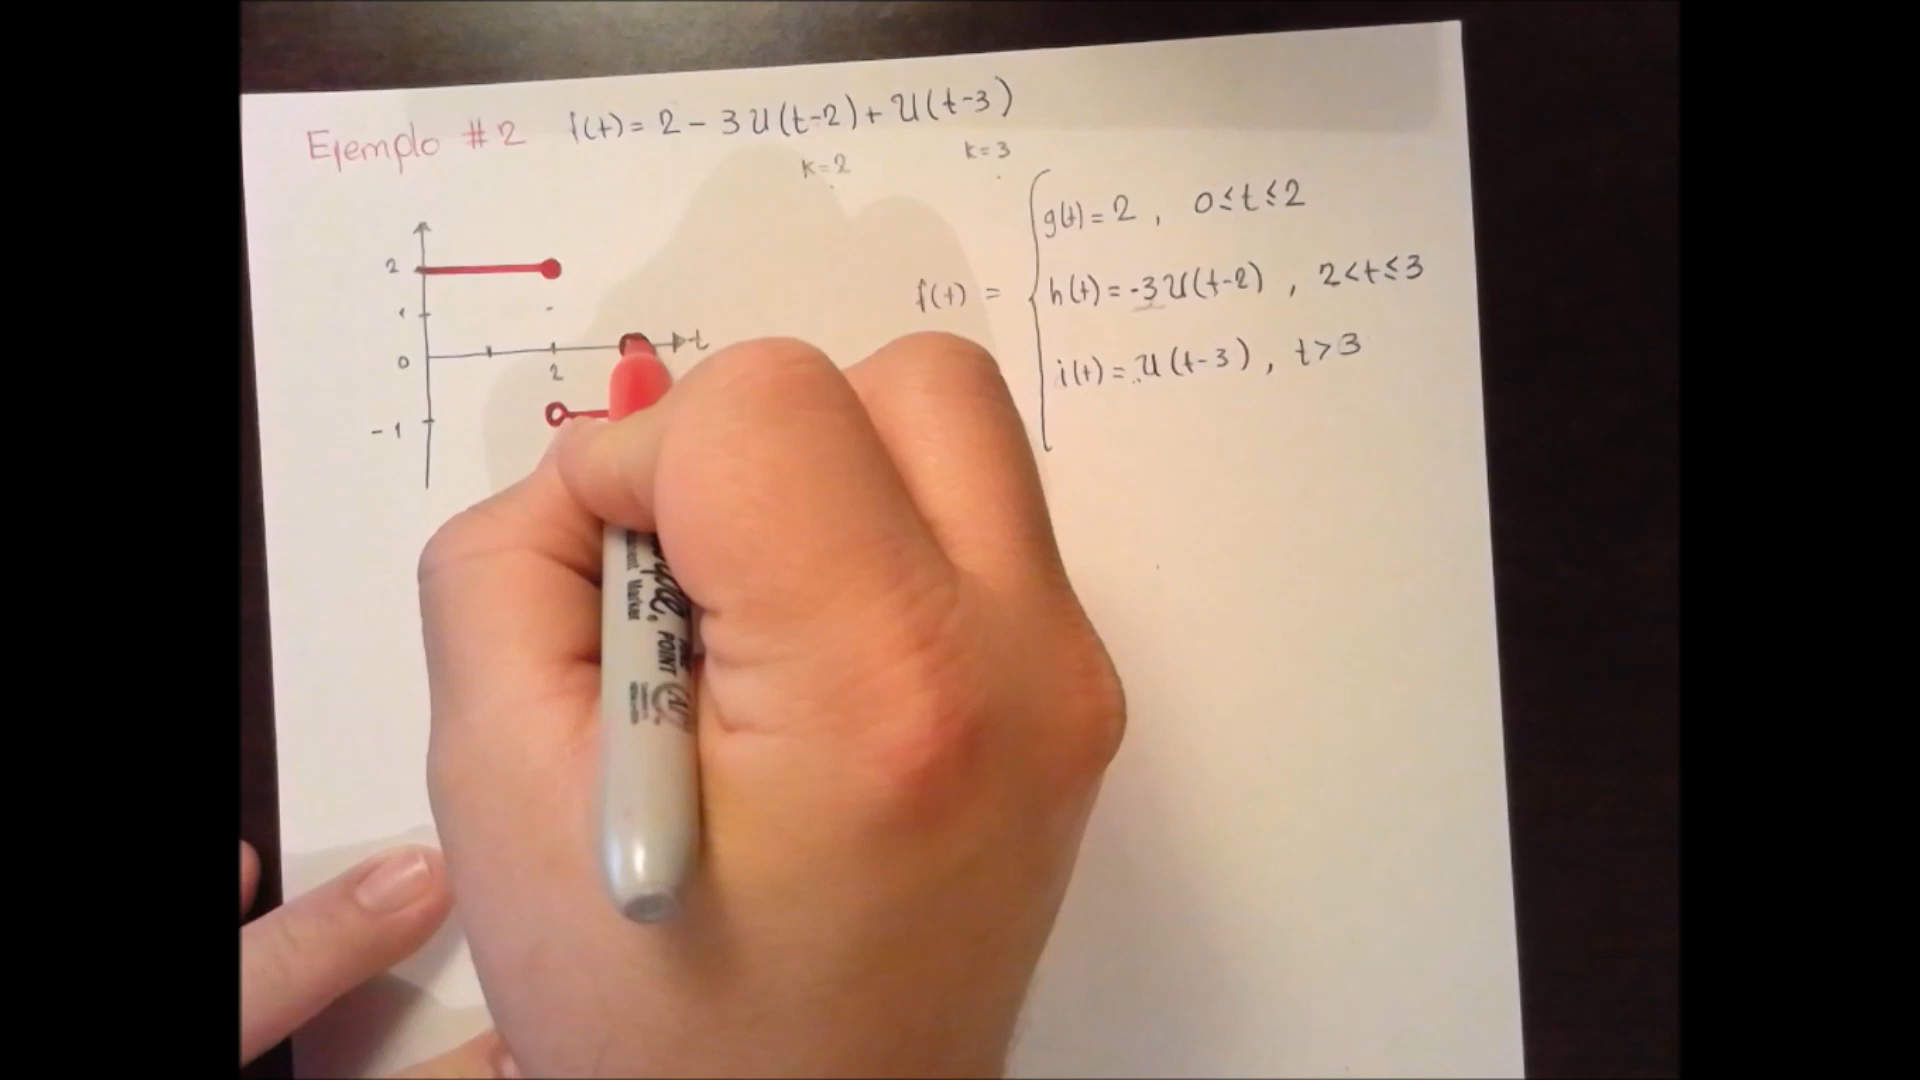 Ejemplo #2 f(t) = 2 - 3 U(t-2) + U(t-3)
k=2 k=3
f(t) =
g(t) = 2 , 0 ≤ t ≤ 2
h(t) = -3 U(t-2) , 2 < t ≤ 3
i(t) = U(t-3) , t > 3
2
1
0
2
t
-1
Marker
POINT